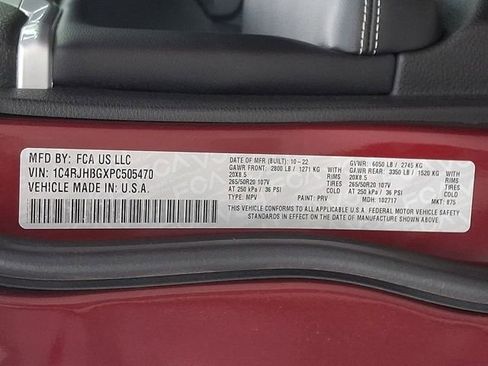 MFD BY: FCA US LLC
VIN: 1C4RJHBGXPC505470
VEHICLE MADE IN: U.S.A.
DATE OF MFR (BUILT): 10-22 GVWR: 6050 LB / 2745 KG
GAWR FRONT: 2800 LB / 1271 KG WITH GAWR REAR: 3350 LB / 1520 KG WITH
20X8.5 RIMS 20X8.5 RIMS
265/50R20 107V TIRES 265/50R20 107V TIRES
AT 250 kPa / 36 PSI COLD AT 250 kPa / 36 PSI COLD
TYPE: MPV PAINT: PRV MDH: 102717 MKT: 875
THIS VEHICLE CONFORMS TO ALL APPLICABLE U.S.A. FEDERAL MOTOR VEHICLE SAFETY
STANDARDS IN EFFECT ON THE DATE OF MANUFACTURE SHOWN ABOVE.